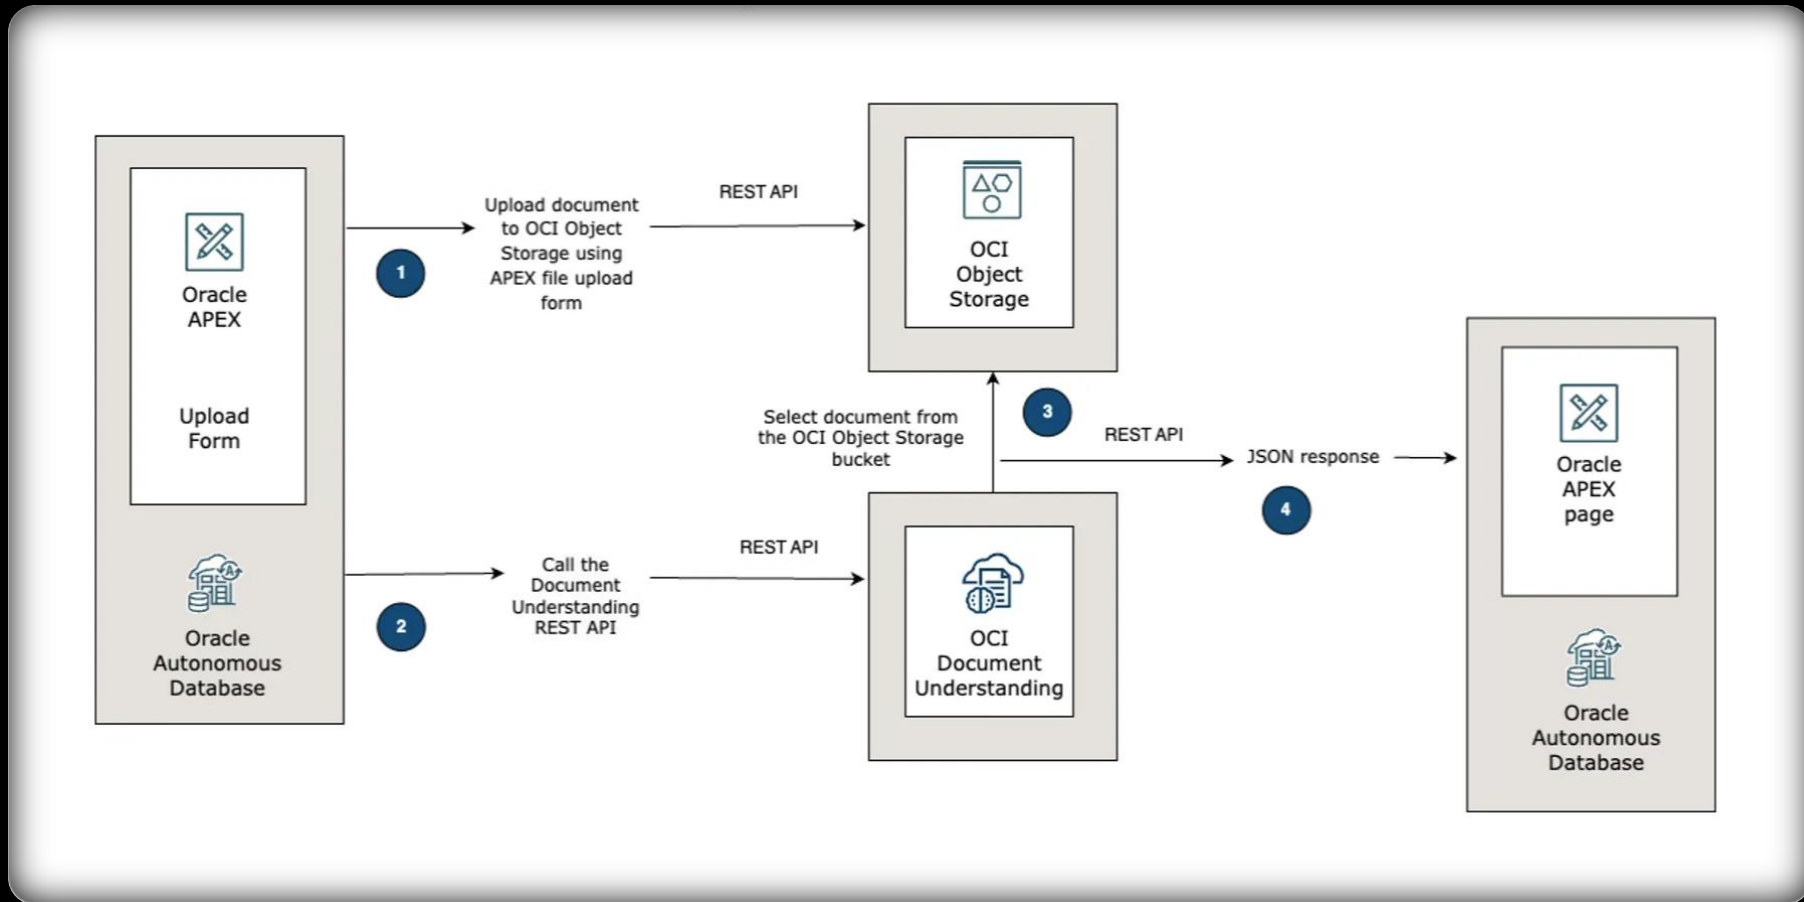 Oracle
APEX
Upload
Form
Oracle
Autonomous
Database
1
Upload document
to OCI Object
Storage using
APEX file upload
form
REST API
OCI
Object
Storage
2
Call the
Document
Understanding
REST API
REST API
OCI
Document
Understanding
Select document from
the OCI Object Storage
bucket
3
REST API
JSON response
4
Oracle
APEX
page
Oracle
Autonomous
Database